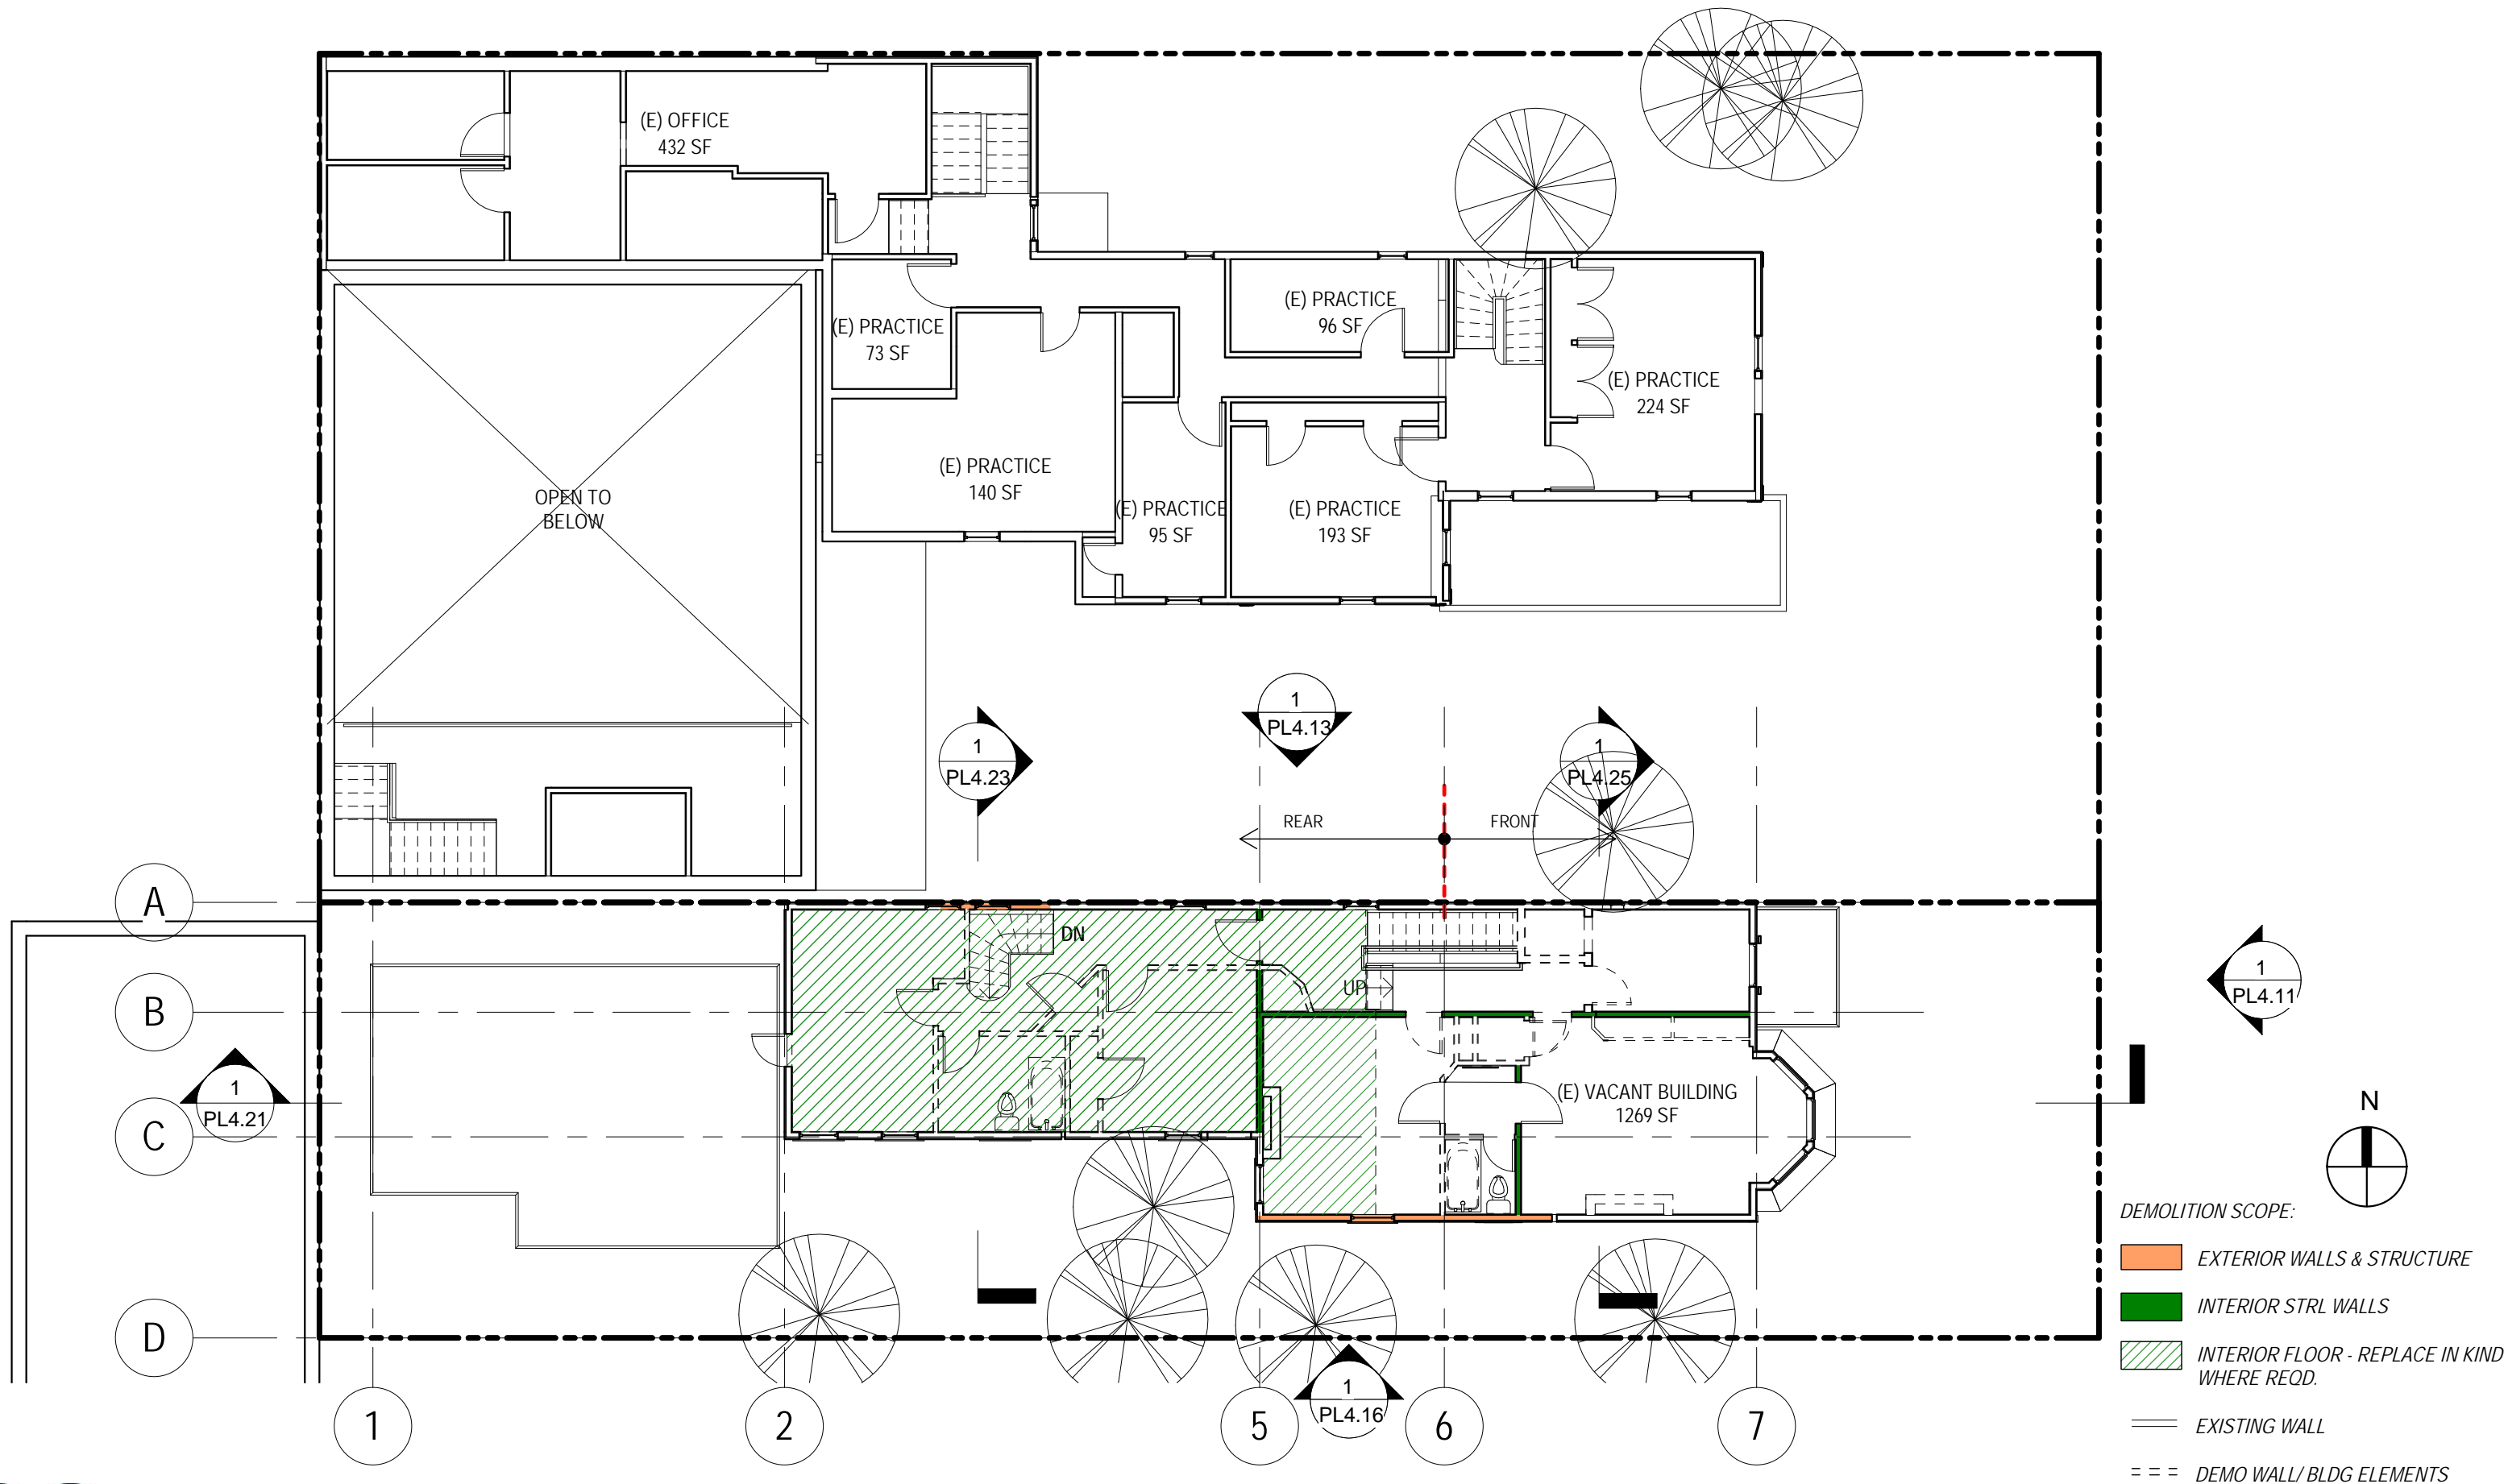 (E) OFFICE
432 SF
(E) PRACTICE
73 SF
(E) PRACTICE
96 SF
(E) PRACTICE
224 SF
(E) PRACTICE
140 SF
(E) PRACTICE
95 SF
(E) PRACTICE
193 SF
OPEN TO
BELOW
1
PL4.13
1
PL4.23
1
PL4.25
REAR
FRONT
A
DN
UP
B
1
PL4.11
1
PL4.21
(E) VACANT BUILDING
1269 SF
C
N
D
1
PL4.16
1
2
5
6
7
DEMOLITION SCOPE:
EXTERIOR WALLS & STRUCTURE
INTERIOR STRL WALLS
INTERIOR FLOOR - REPLACE IN KIND
WHERE REQD.
EXISTING WALL
DEMO WALL/ BLDG ELEMENTS